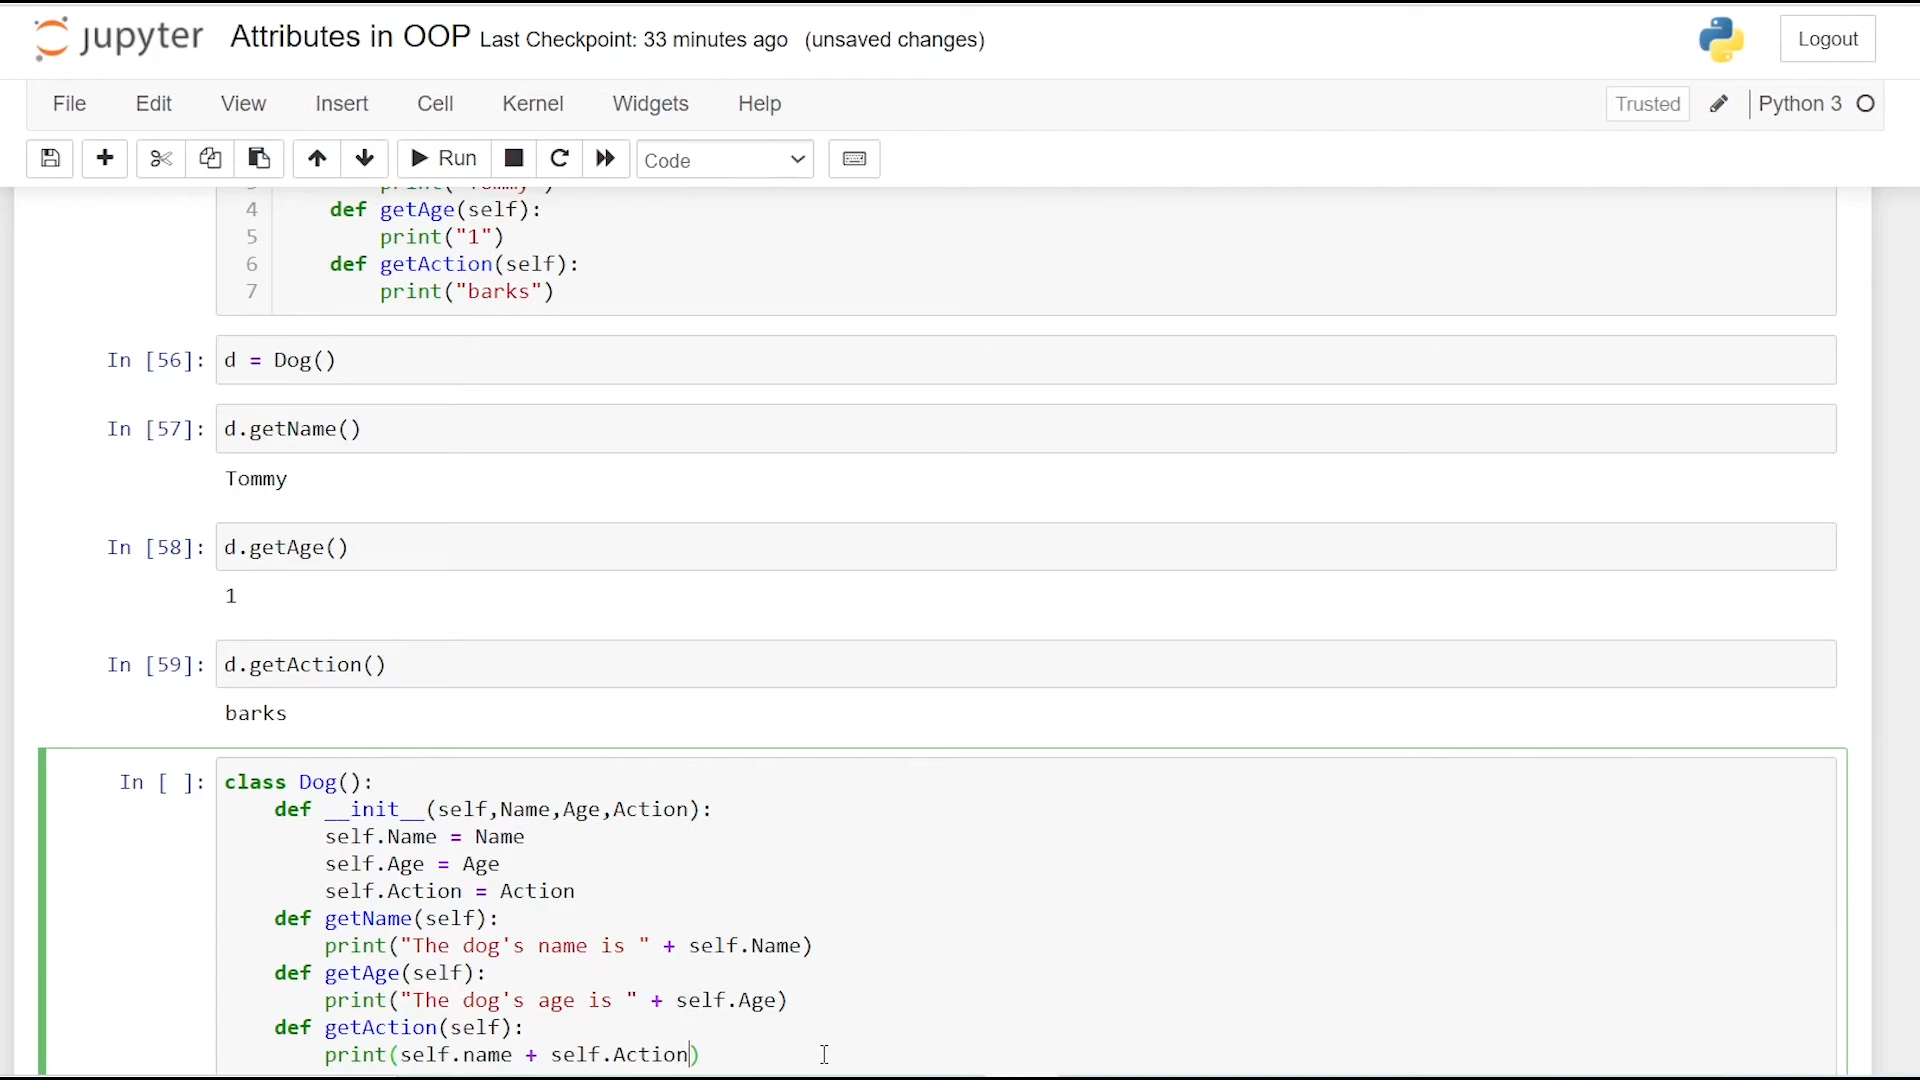 jupyter Attributes in OOP Last Checkpoint: 33 minutes ago (unsaved changes) Logout
File Edit View Insert Cell Kernel Widgets Help Trusted Python 3
Run Code
4 def getAge(self):
5 print("1")
6 def getAction(self):
7 print("barks")
In [56]: d = Dog()
In [57]: d.getName()
Tommy
In [58]: d.getAge()
1
In [59]: d.getAction()
barks
In [ ]: class Dog():
def __init__(self,Name,Age,Action):
self.Name = Name
self.Age = Age
self.Action = Action
def getName(self):
print("The dog's name is " + self.Name)
def getAge(self):
print("The dog's age is " + self.Age)
def getAction(self):
print(self.name + self.Action)